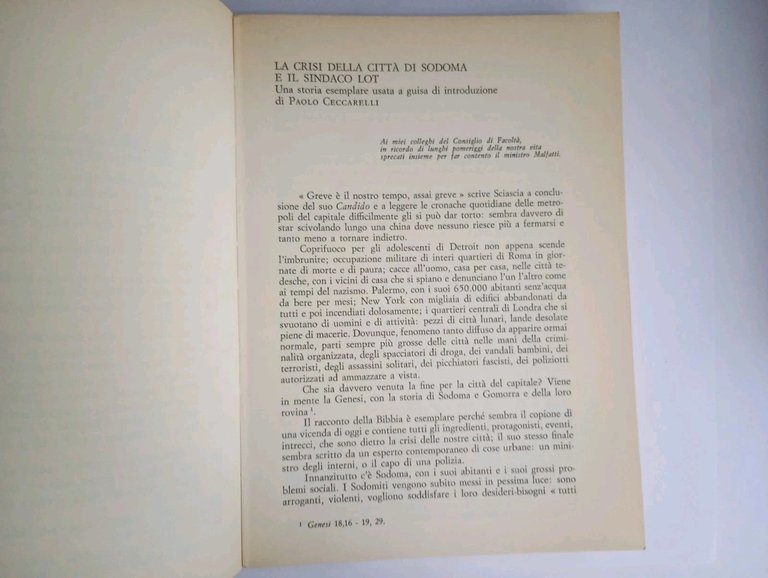 LA CRISI DELLA CITTÀ DI SODOMA
E IL SINDACO LOT
Una storia esemplare usata a guisa di introduzione
di PAOLO CECCARELLI
Ai miei colleghi del Consiglio di Facoltà,
in ricordo di lunghi pomeriggi della nostra vita
sprecati insieme per far contento il ministro Malfatti.
« Greve è il nostro tempo, assai greve » scrive Sciascia a conclu-
sione del suo Candido e a leggere le cronache quotidiane delle metro-
poli del capitale difficilmente gli si può dar torto: sembra davvero di
star scivolando lungo una china dove nessuno riesce più a fermarsi e
tanto meno a tornare indietro.
Coprifuoco per gli adolescenti di Detroit non appena scende
l'imbrunire; occupazione militare di interi quartieri di Roma in gior-
nate di morte e di paura; cacce all'uomo, casa per casa, nelle città te-
desche, con i vicini di casa che si spiano e denunciano l'un l'altro come
ai tempi del nazismo. Palermo, con i suoi 650.000 abitanti senz'acqua
da bere per mesi; New York con migliaia di edifici abbandonati da
tutti e poi incendiati dolosamente; i quartieri centrali di Londra che si
svuotano di uomini e di attività: pezzi di città lunari, lande desolate
piene di macerie. Dovunque, fenomeno tanto diffuso da apparire ormai
normale, parti sempre più grosse delle città nelle mani della crimi-
nalità organizzata, degli spacciatori di droga, dei vandali bambini, dei
terroristi, degli assassini solitari, dei picchiatori fascisti, dei poliziotti
autorizzati ad ammazzare a vista.
Che sia davvero venuta la fine per la città del capitale? Viene
in mente la Genesi, con la storia di Sodoma e Gomorra e della loro
rovina 1.
Il racconto della Bibbia è esemplare perché sembra il copione di
una vicenda di oggi e contiene tutti gli ingredienti, protagonisti, eventi,
intrecci, che sono dietro la crisi delle nostre città; il suo stesso finale
sembra scritto da un esperto contemporaneo di cose urbane: un mini-
stro degli interni, o il capo di una polizia.
Innanzitutto c'è Sodoma, con i suoi abitanti e i suoi grossi pro-
blemi sociali. I Sodomiti vengono subito messi in pessima luce: sono
arroganti, violenti, vogliono soddisfare i loro desideri-bisogni « tutti
1 Genesi 18,16 - 19, 29.